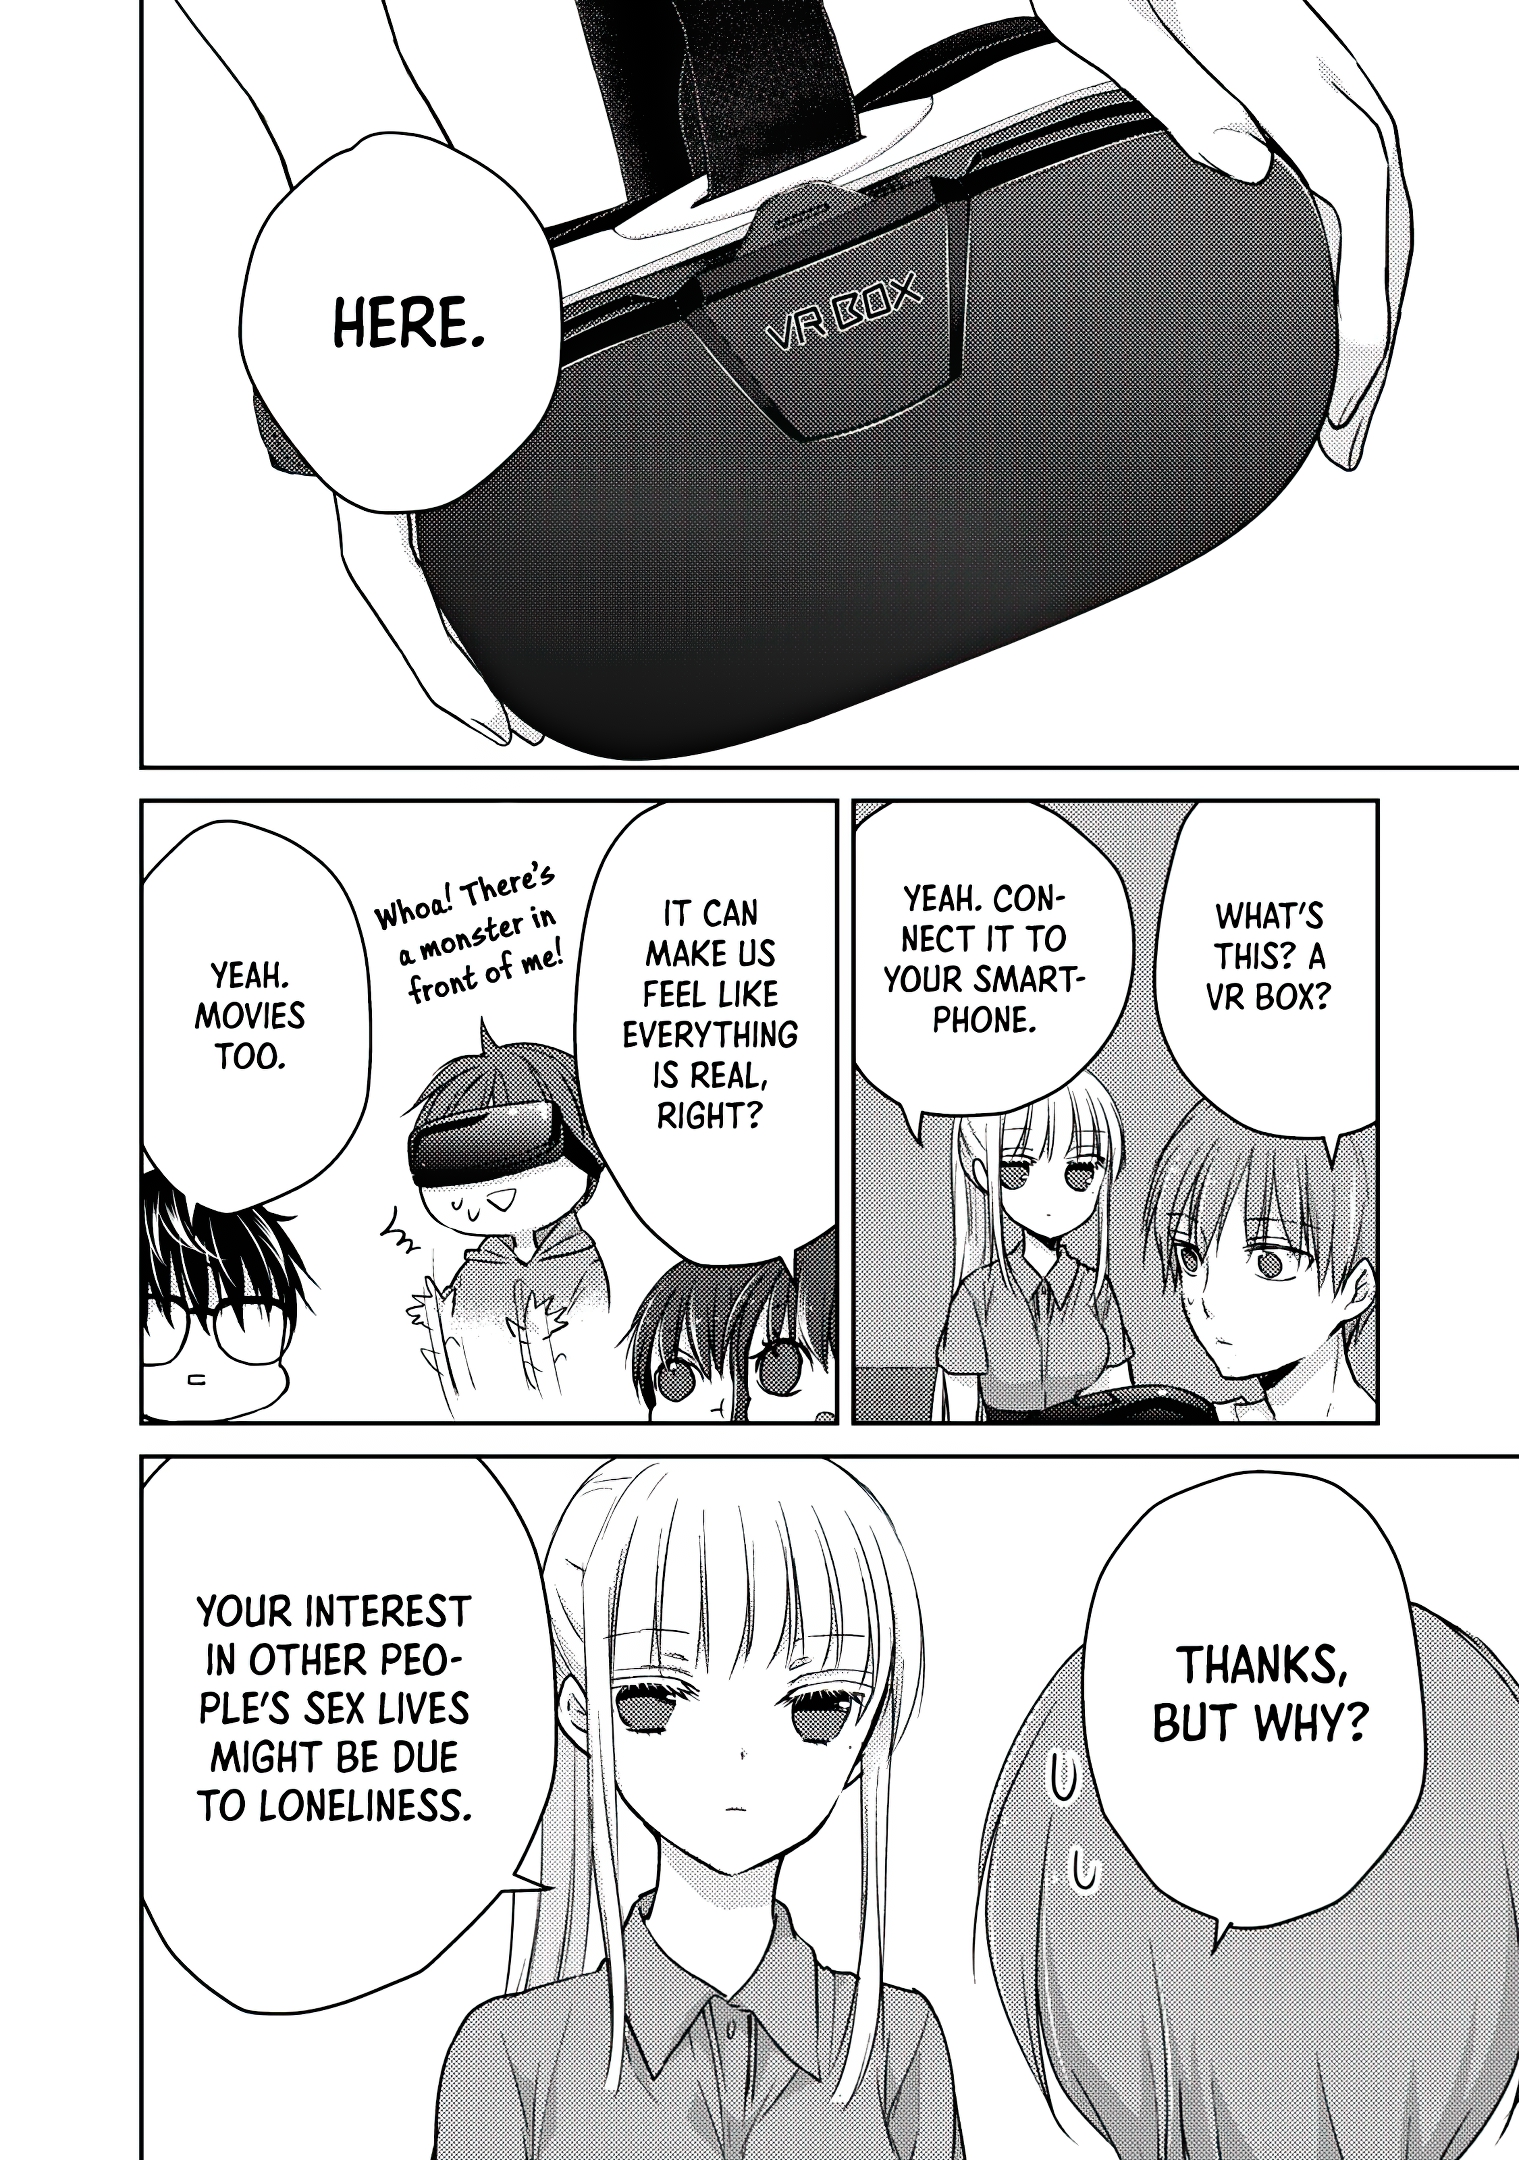 HERE.
VR BOX
WHAT'S
THIS? A
VR BOX?
YEAH. CON-
NECT IT TO
YOUR SMART-
PHONE.
IT CAN
MAKE US
FEEL LIKE
EVERYTHING
IS REAL,
RIGHT?
Whoa! There's
a monster in
front of me!
YEAH.
MOVIES
TOO.
THANKS,
BUT WHY?
YOUR INTEREST
IN OTHER PEO-
PLE'S SEX LIVES
MIGHT BE DUE
TO LONELINESS.